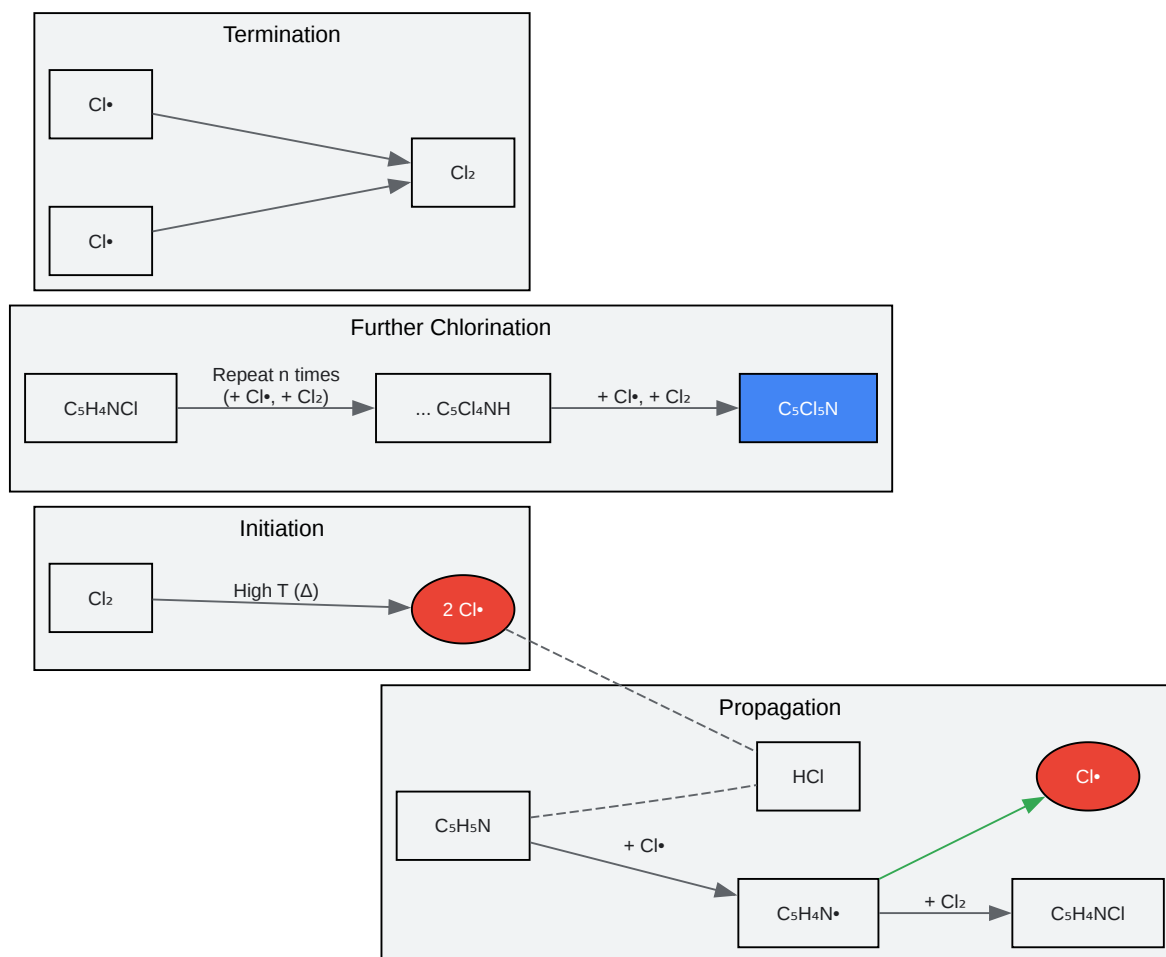 Termination
Cl•
Cl₂
Cl•
Further Chlorination
C₅H₄NCl
Repeat n times
(+ Cl•, + Cl₂)
... C₅Cl₄NH
+ Cl•, + Cl₂
C₅Cl₅N
Initiation
Cl₂
High T (Δ)
2 Cl•
Propagation
HCl
Cl•
C₅H₅N
+ Cl•
C₅H₄N•
+ Cl₂
C₅H₄NCl